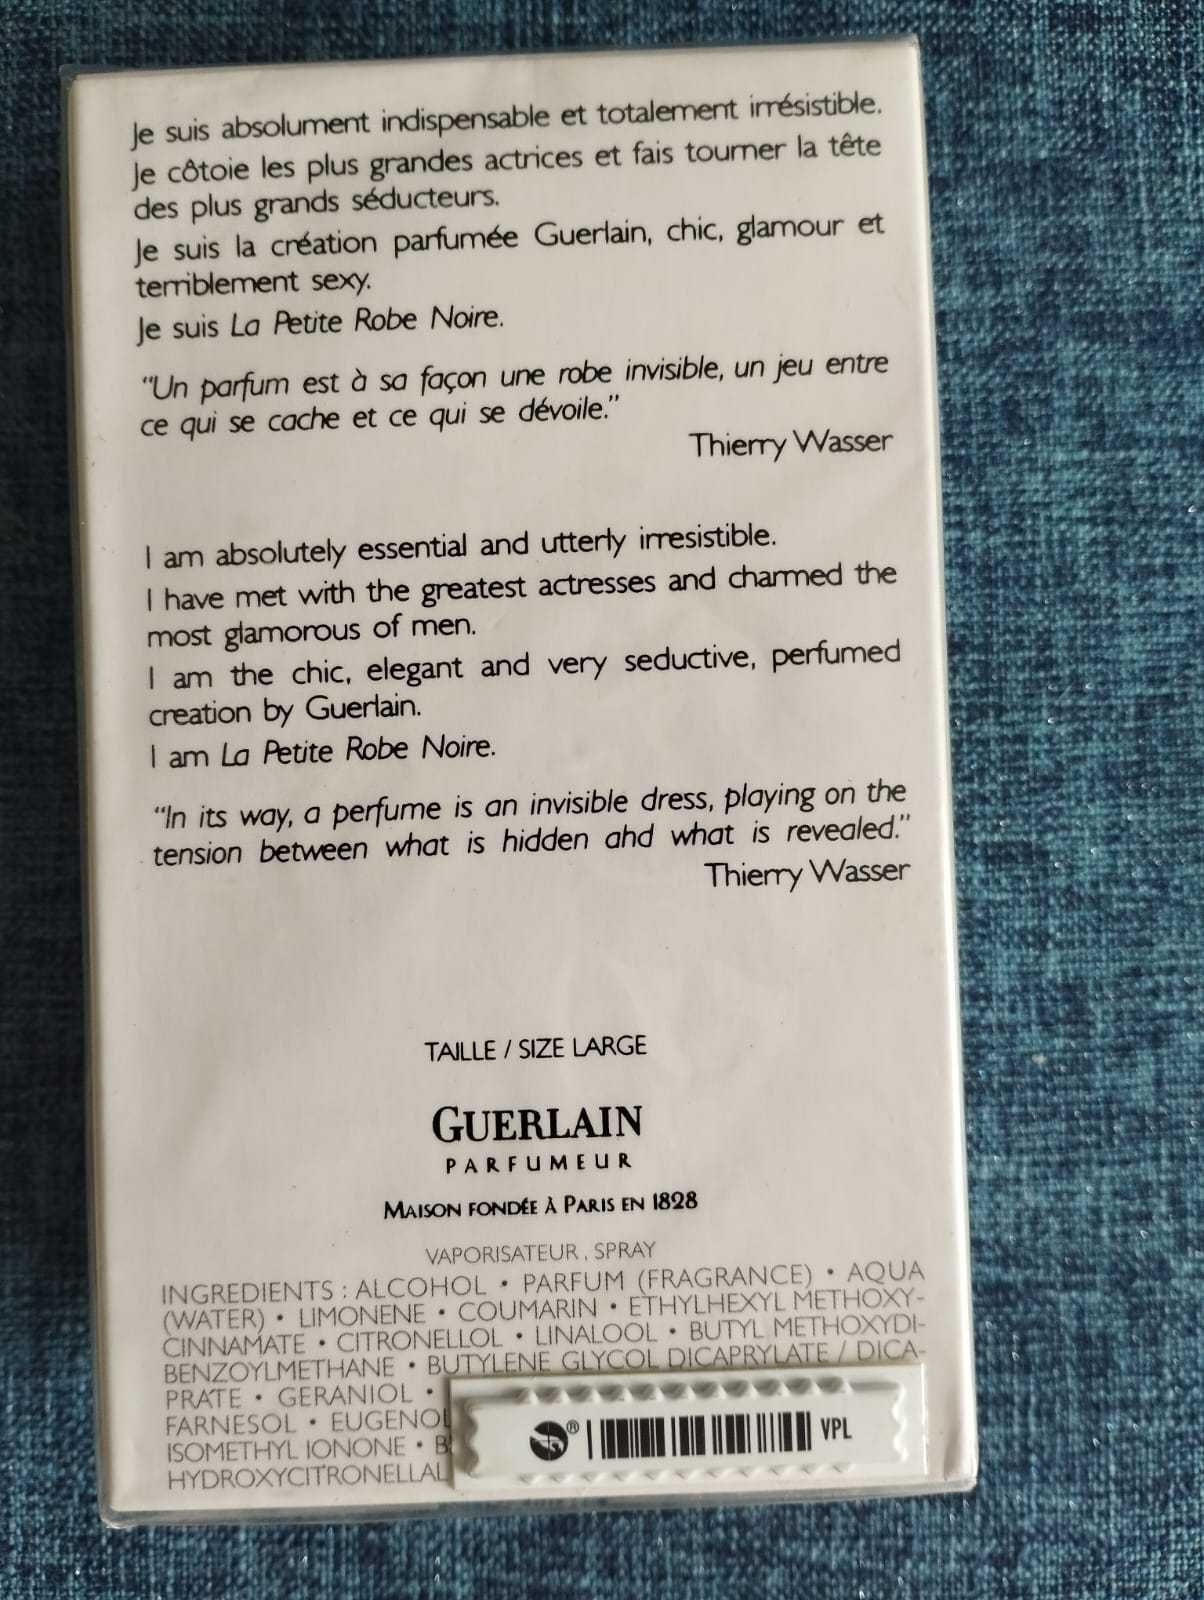 Je suis absolument indispensable et totalement irrésistible.
Je côtoie les plus grandes actrices et fais tourner la tête
des plus grands séducteurs.
Je suis la création parfumée Guerlain, chic, glamour et
terriblement sexy.
Je suis La Petite Robe Noire.
"Un parfum est à sa façon une robe invisible, un jeu entre
ce qui se cache et ce qui se dévoile."
Thierry Wasser
I am absolutely essential and utterly irresistible.
I have met with the greatest actresses and charmed the
most glamorous of men.
I am the chic, elegant and very seductive, perfumed
creation by Guerlain.
I am La Petite Robe Noire.
"In its way, a perfume is an invisible dress, playing on the
tension between what is hidden ahd what is revealed."
Thierry Wasser
TAILLE / SIZE LARGE
GUERLAIN
PARFUMEUR
MAISON FONDÉE À PARIS EN 1828
VAPORISATEUR . SPRAY
INGREDIENTS : ALCOHOL • PARFUM (FRAGRANCE) • AQUA
(WATER) • LIMONENE • COUMARIN • ETHYLHEXYL METHOXY-
CINNAMATE • CITRONELLOL • LINALOOL • BUTYL METHOXYDI-
BENZOYLMETHANE • BUTYLENE GLYCOL DICAPRYLATE / DICA-
PRATE • GERANIOL •
FARNESOL • EUGENOL
ISOMETHYL IONONE •
HYDROXYCITRONELLAL
® VPL